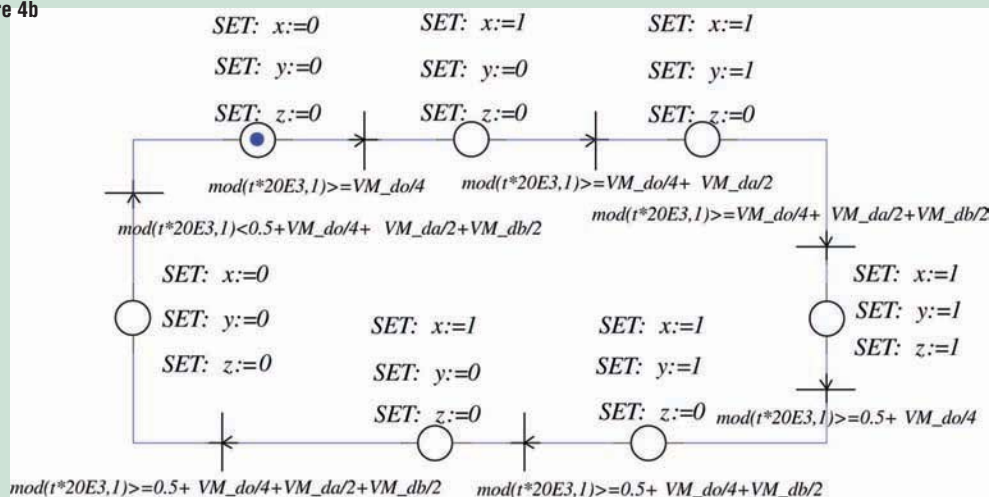 re 4b
SET: x:=0
SET: y:=0
SET: z:=0
SET: x:=1
SET: y:=0
SET: z:=0
SET: x:=1
SET: y:=1
SET: z:=0
mod(t*20E3,1)>=VM_do/4
mod(t*20E3,1)>=VM_do/4+ VM_da/2
mod(t*20E3,1)>=VM_do/4+ VM_da/2+VM_db/2
mod(t*20E3,1)<0.5+VM_do/4+ VM_da/2+VM_db/2
SET: x:=0
SET: y:=0
SET: z:=0
SET: x:=1
SET: y:=0
SET: z:=0
SET: x:=1
SET: y:=1
SET: z:=0
SET: x:=1
SET: y:=1
SET: z:=1
mod(t*20E3,1)>=0.5+ VM_do/4
mod(t*20E3,1)>=0.5+ VM_do/4+VM_da/2+VM_db/2
mod(t*20E3,1)>=0.5+ VM_do/4+VM_db/2